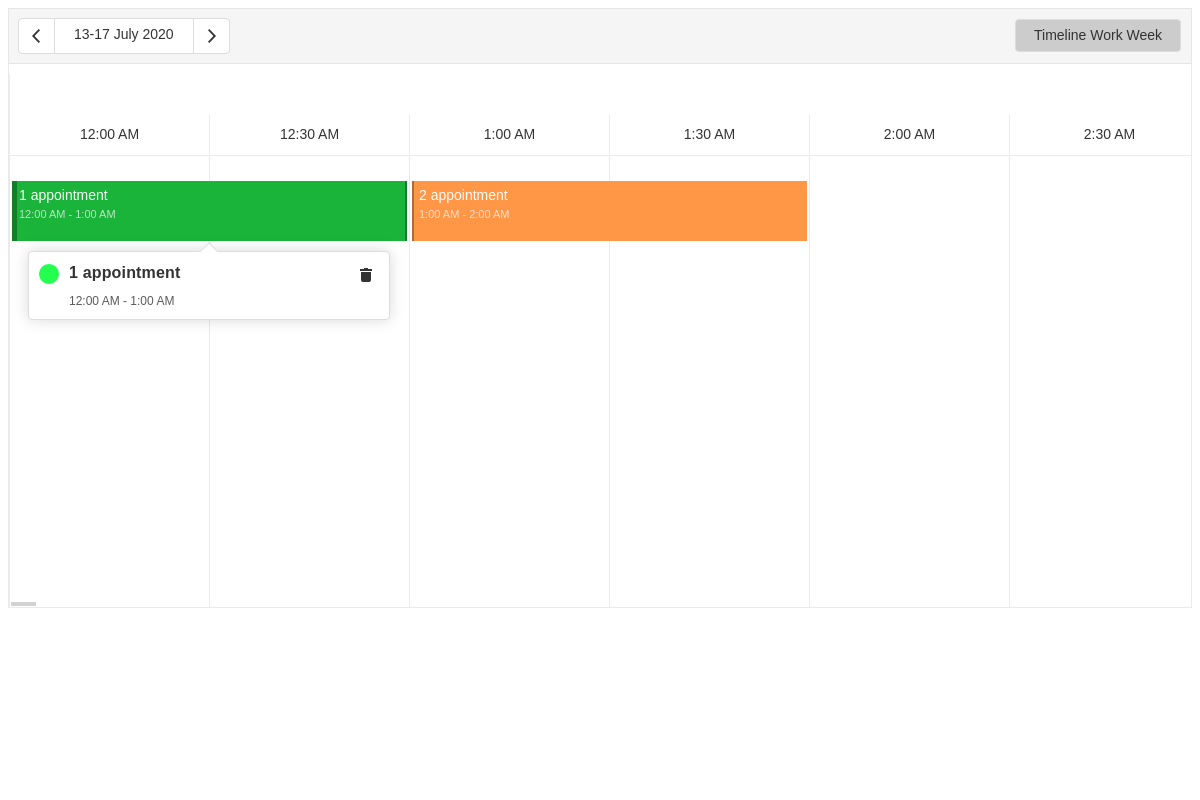 13-17 July 2020
Timeline Work Week
12:00 AM
12:30 AM
1:00 AM
1:30 AM
2:00 AM
2:30 AM
1 appointment
12:00 AM - 1:00 AM
2 appointment
1:00 AM - 2:00 AM
1 appointment
12:00 AM - 1:00 AM